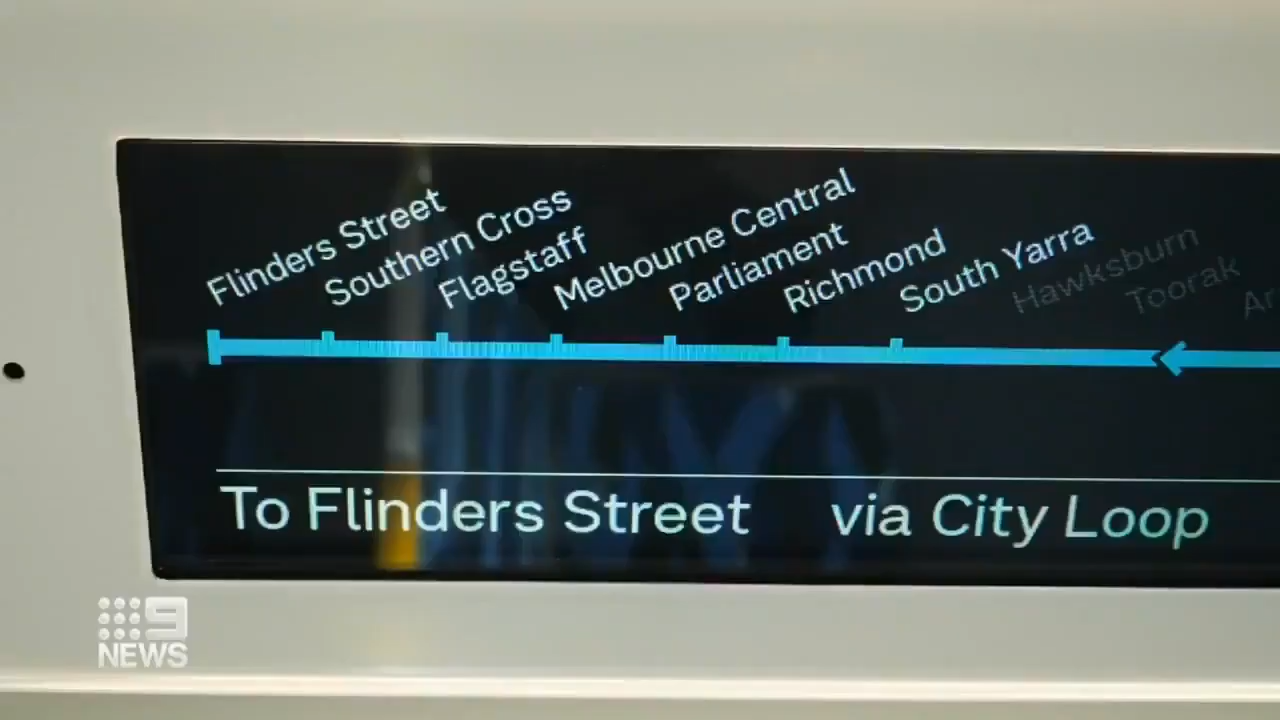 Flinders Street
Southern Cross
Flagstaff
Melbourne Central
Parliament
Richmond
South Yarra
Hawksburn
Toorak
To Flinders Street via City Loop
9
NEWS